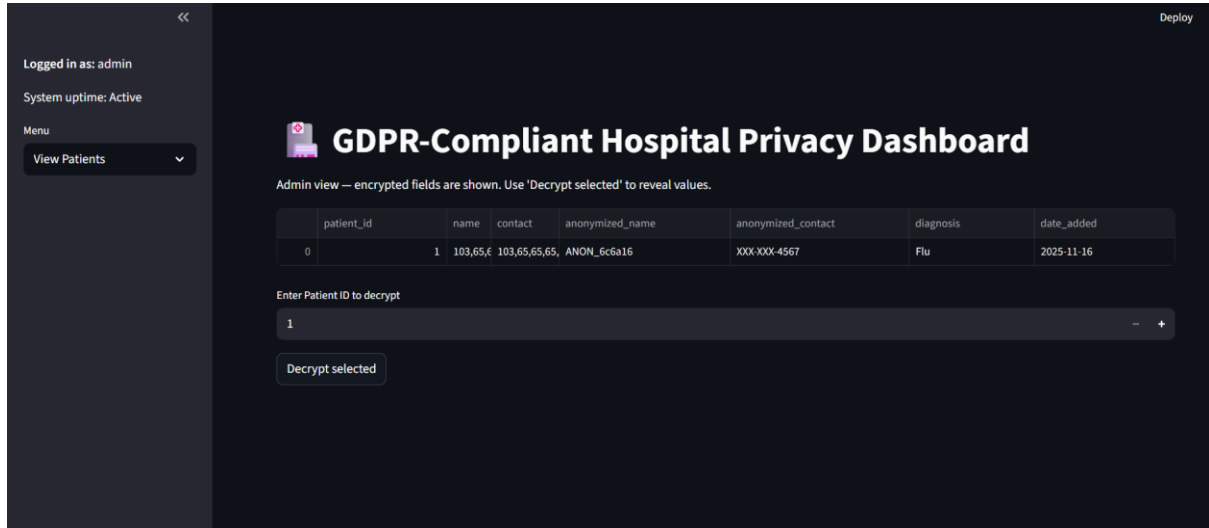 Deploy
Logged in as: admin
System uptime: Active
Menu
View Patients
GDPR-Compliant Hospital Privacy Dashboard
Admin view — encrypted fields are shown. Use 'Decrypt selected' to reveal values.
patient_id name contact anonymized_name anonymized_contact diagnosis date_added
0 1 103,65,6 103,65,65,65, ANON_6c6a16 XXX-XXX-4567 Flu 2025-11-16
Enter Patient ID to decrypt
1
Decrypt selected